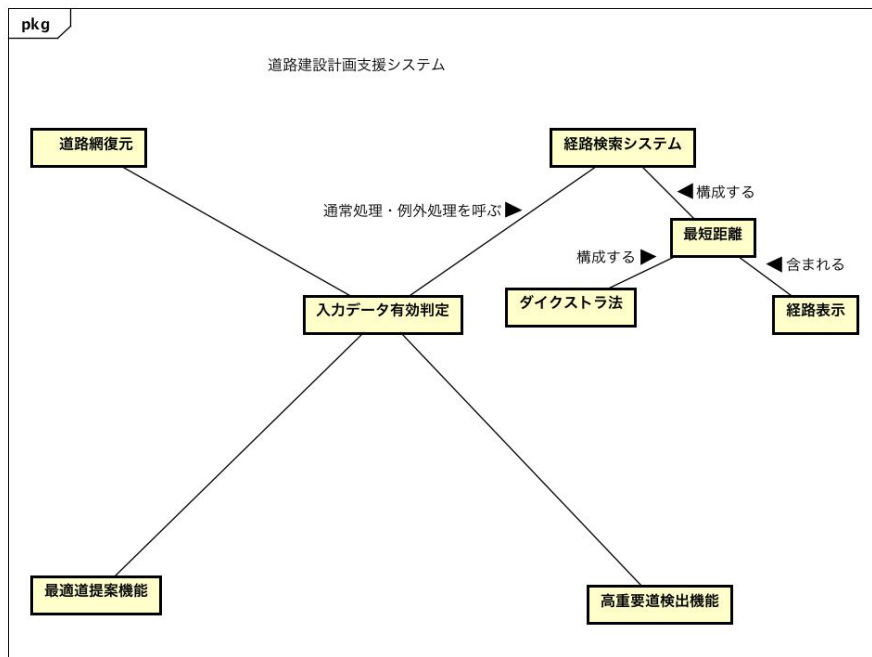 pkg
道路建設計画支援システム
道路網復元
経路検索システム
構成する
通常処理・例外処理を呼ぶ
最短距離
構成する
含まれる
入力データ有効判定
ダイクストラ法
経路表示
最適道提案機能
高重要道検出機能